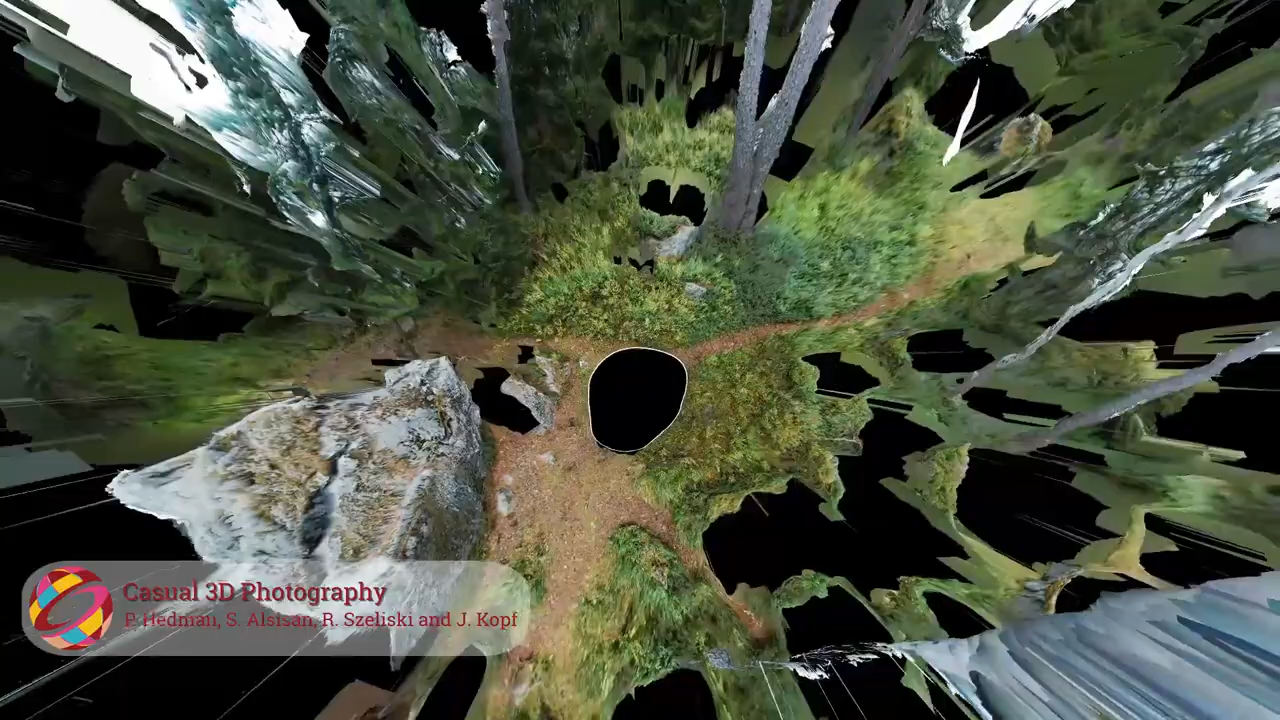 Casual 3D Photography
P. Hedman, S. Alsisan, R. Szeliski and J. Kopf